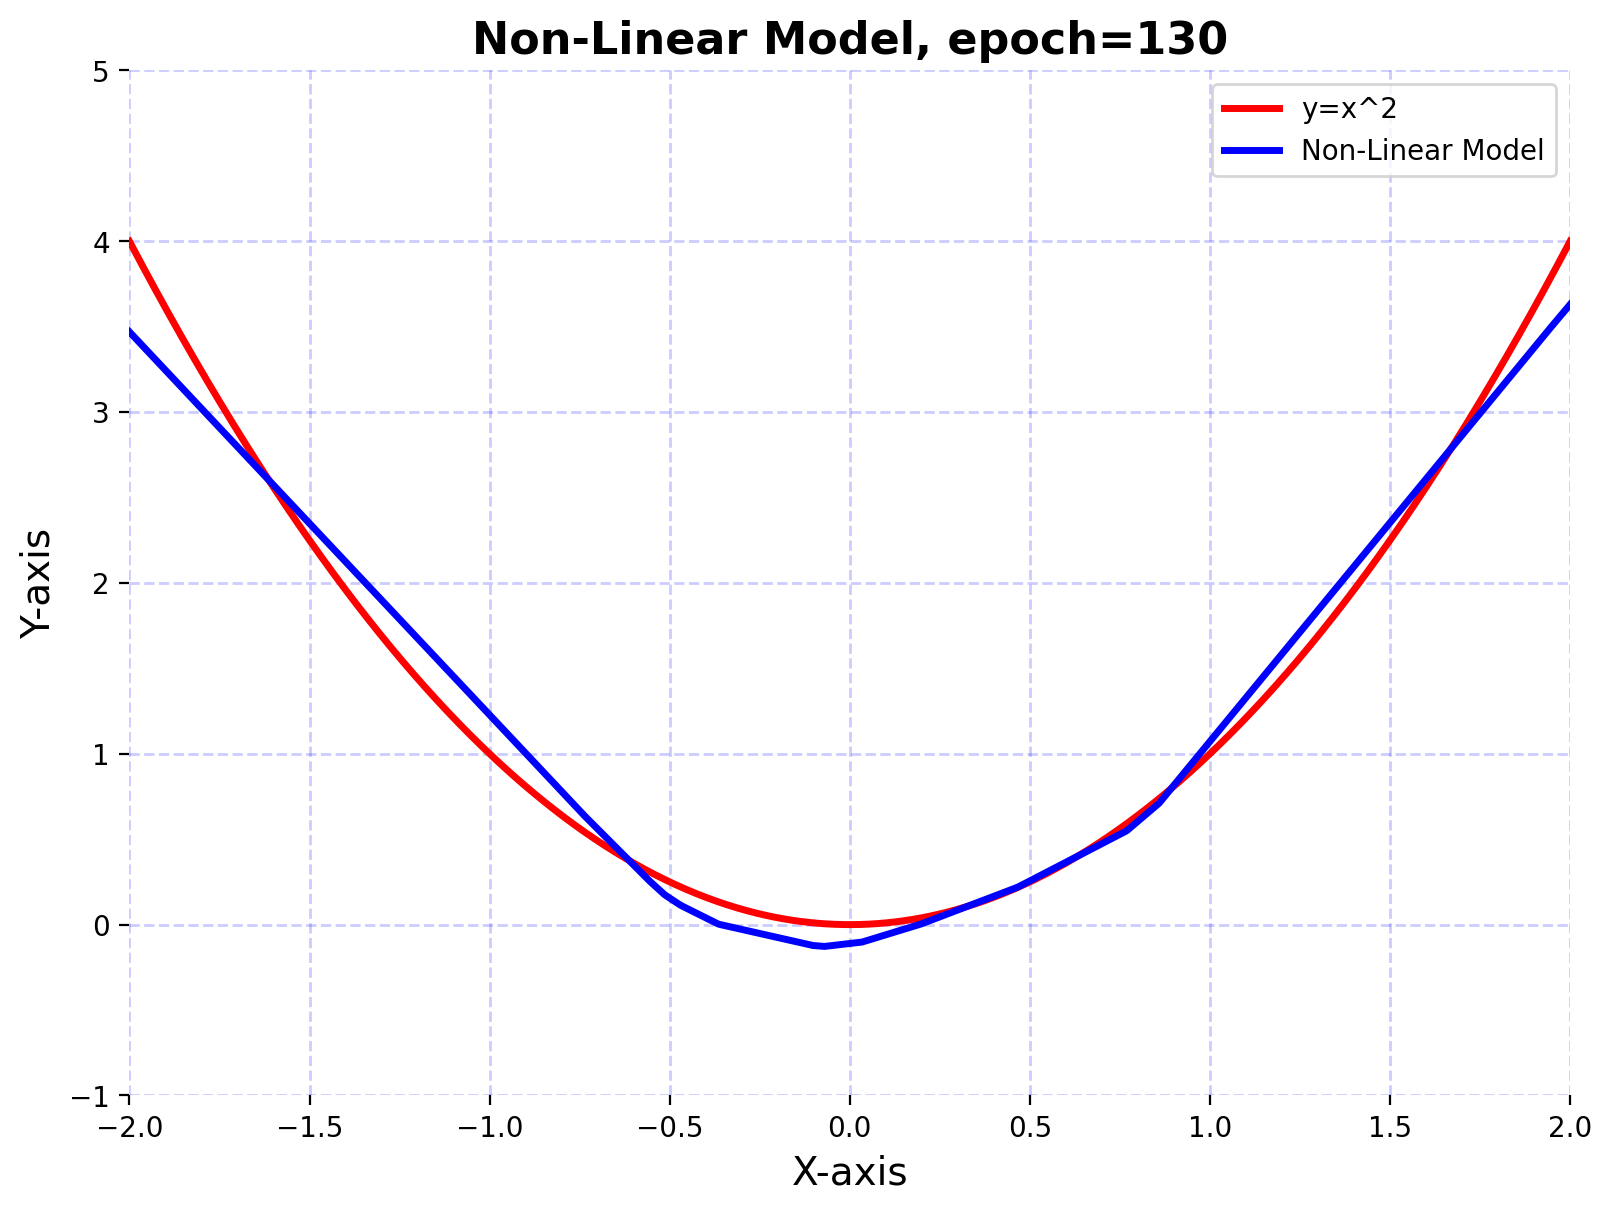 Non-Linear Model, epoch=130
y=x^2
Non-Linear Model
Y-axis
5
4
3
2
1
0
−1
−2.0 −1.5 −1.0 −0.5 0.0 0.5 1.0 1.5 2.0
X-axis